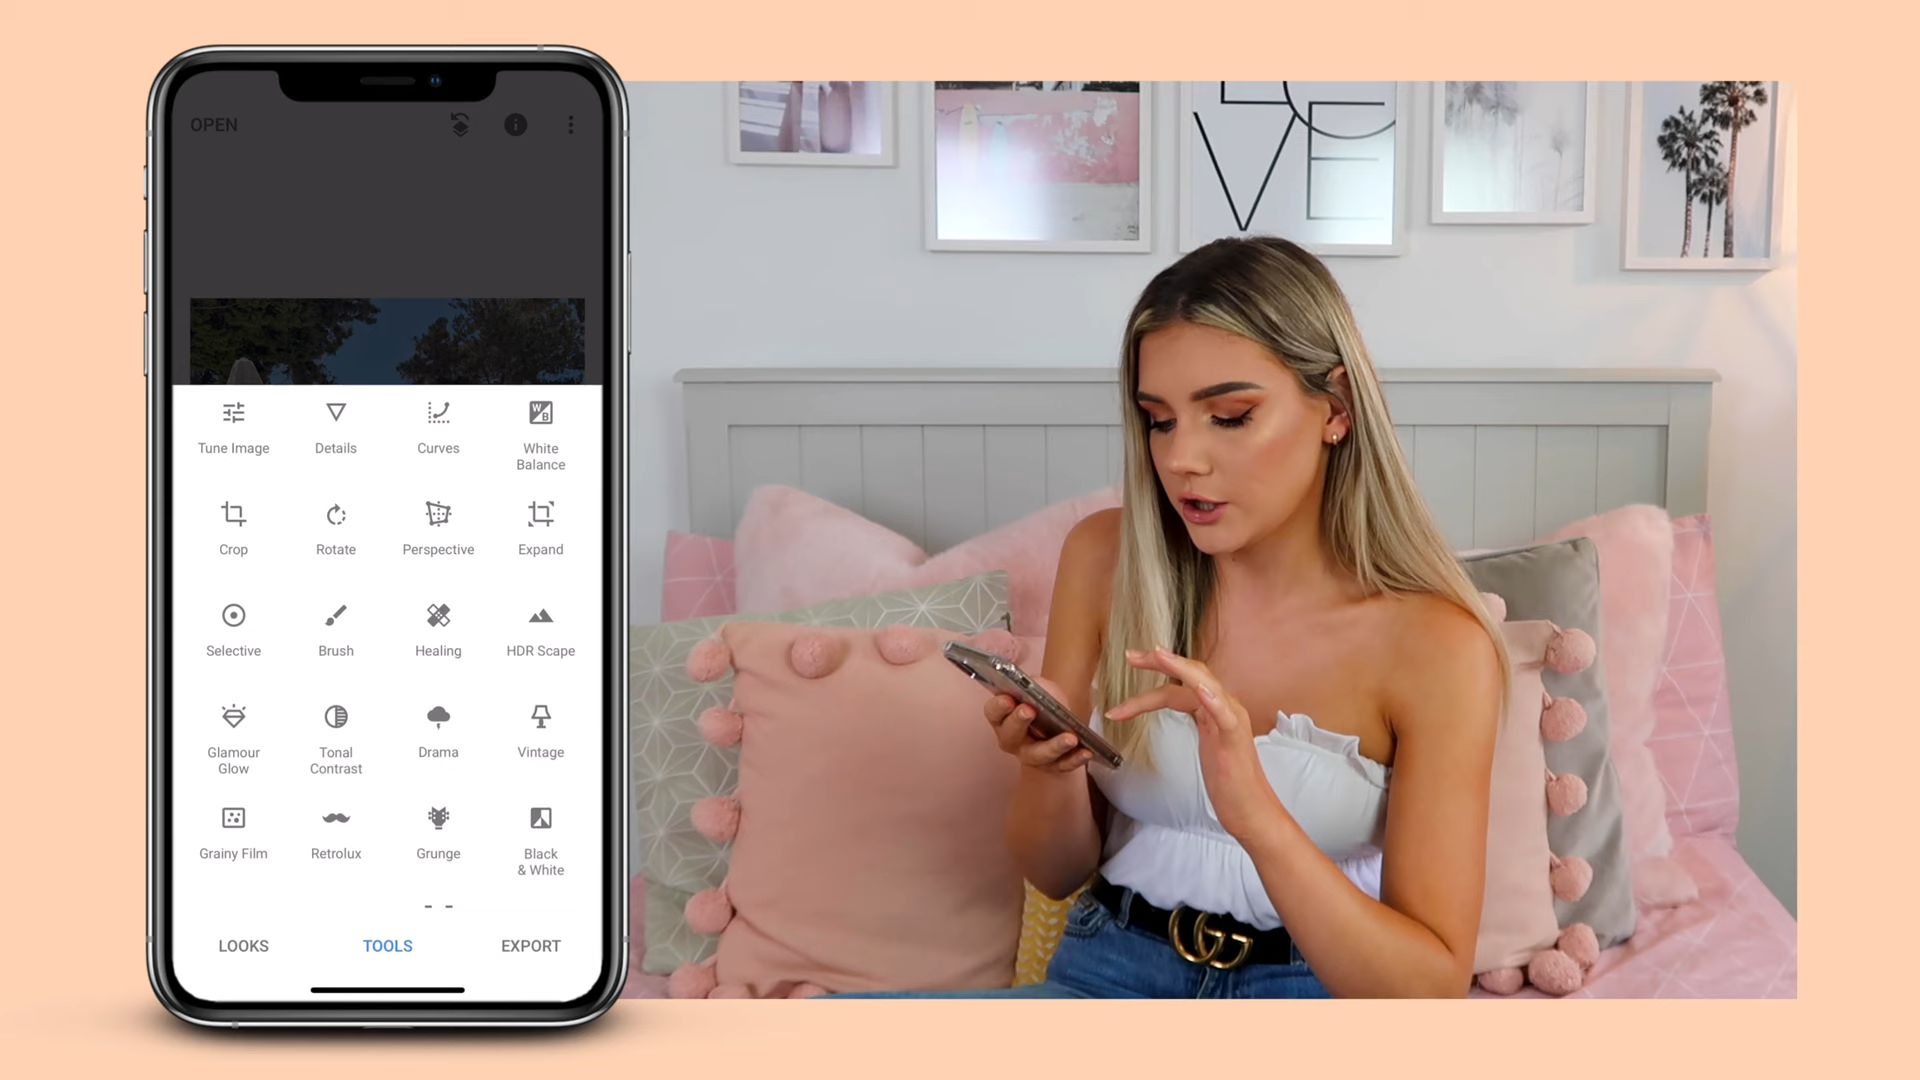 OPEN
Tune Image
Details
Curves
W
B
White
Balance
Crop
Rotate
Perspective
Expand
Selective
Brush
Healing
HDR Scape
Glamour
Glow
Tonal
Contrast
Drama
Vintage
Grainy Film
Retrolux
Grunge
Black
& White
LOOKS
TOOLS
EXPORT
VE